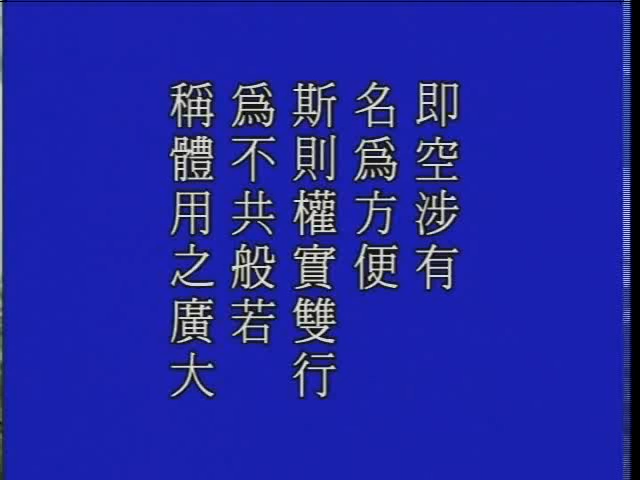 即空涉有
名為方便
斯則權實雙行
為不共般若
稱體用之廣大